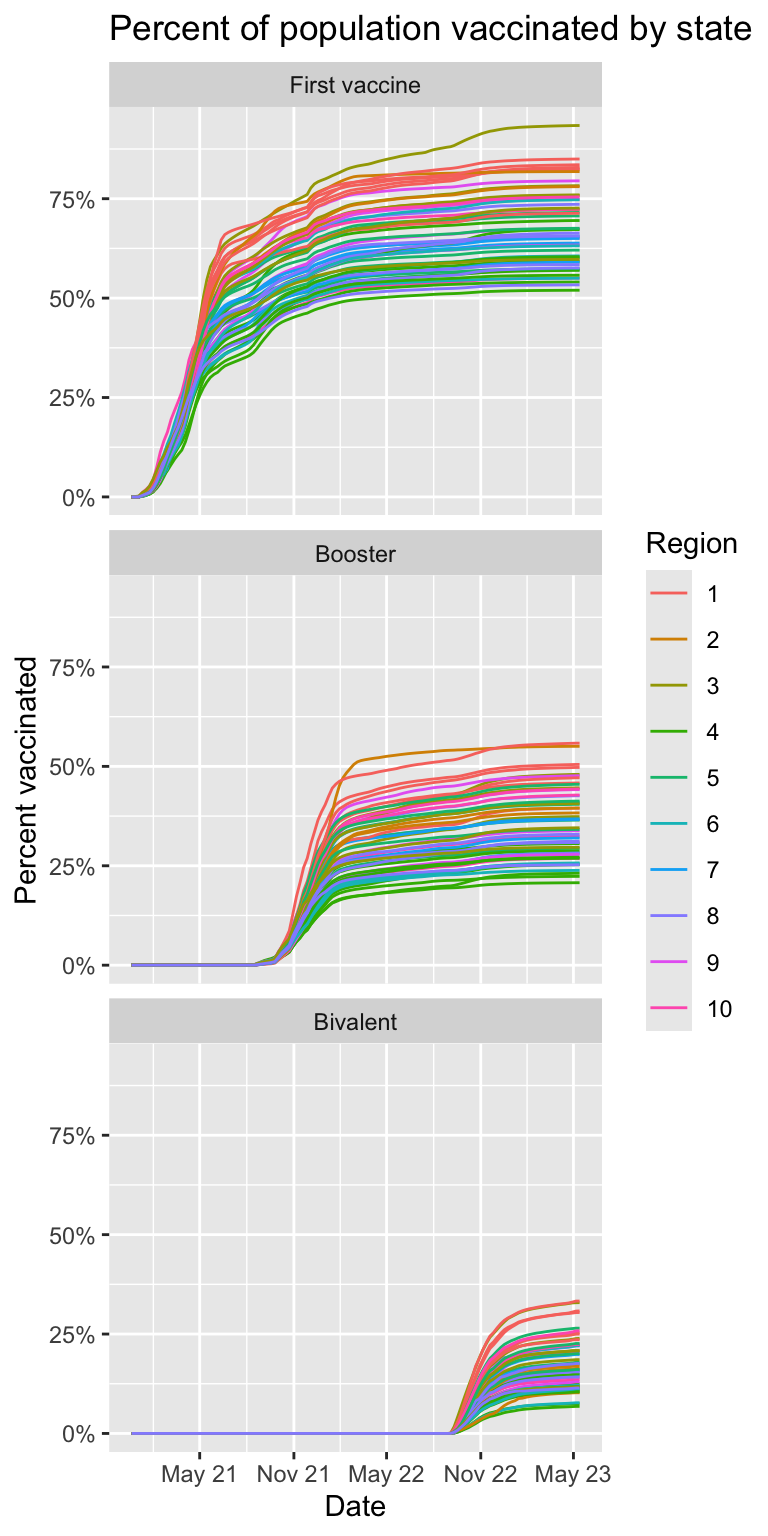 Percent of population vaccinated by state
First vaccine
75%
50%
25%
0%
Booster
75%
50%
25%
0%
Bivalent
75%
50%
25%
0%
May 21 Nov 21 May 22 Nov 22 May 23
Date
Percent vaccinated
Region
1
2
3
4
5
6
7
8
9
10